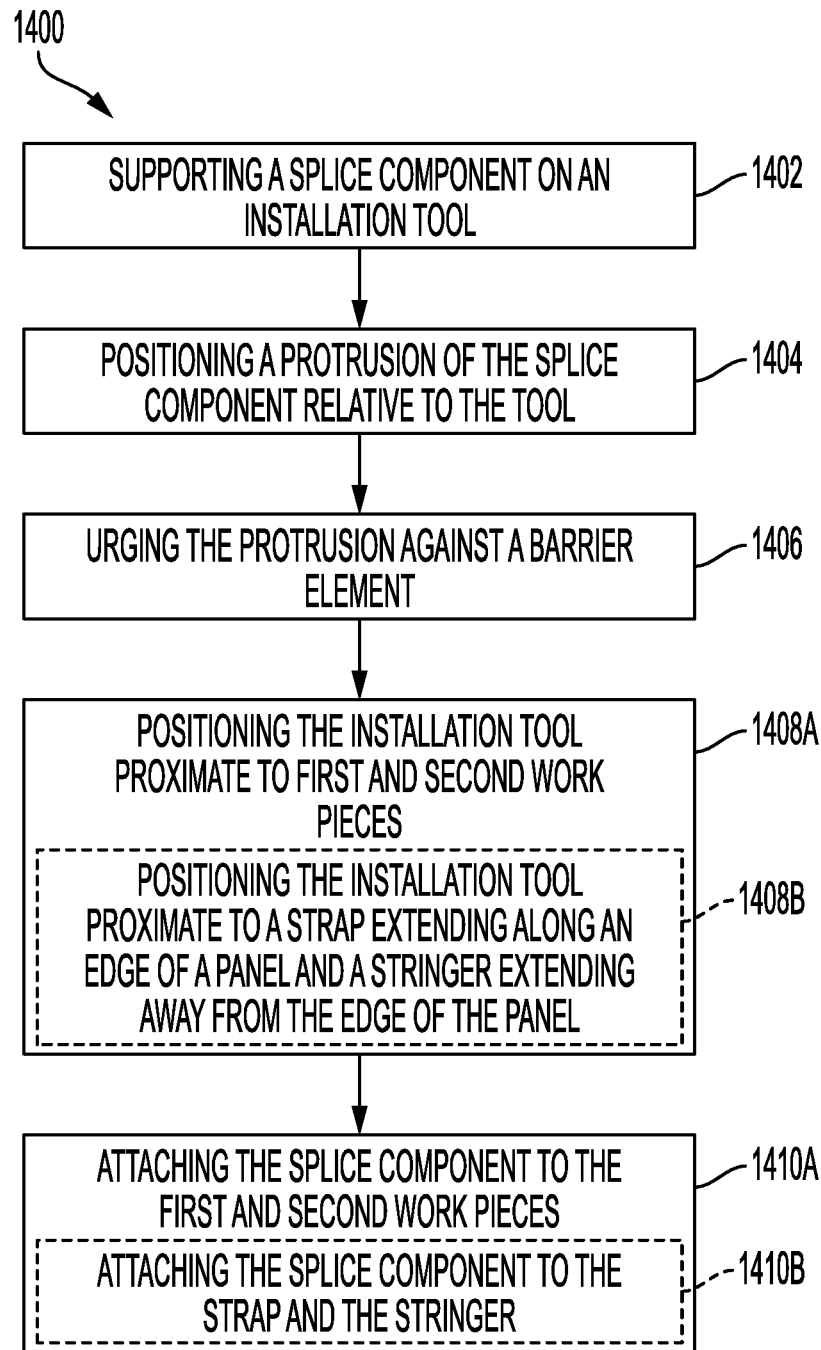 1400
SUPPORTING A SPLICE COMPONENT ON AN
INSTALLATION TOOL
1402
POSITIONING A PROTRUSION OF THE SPLICE
COMPONENT RELATIVE TO THE TOOL
1404
URGING THE PROTRUSION AGAINST A BARRIER
ELEMENT
1406
POSITIONING THE INSTALLATION TOOL
PROXIMATE TO FIRST AND SECOND WORK
PIECES
1408A
POSITIONING THE INSTALLATION TOOL
PROXIMATE TO A STRAP EXTENDING ALONG AN
EDGE OF A PANEL AND A STRINGER EXTENDING
AWAY FROM THE EDGE OF THE PANEL
1408B
ATTACHING THE SPLICE COMPONENT TO THE
FIRST AND SECOND WORK PIECES
1410A
ATTACHING THE SPLICE COMPONENT TO THE
STRAP AND THE STRINGER
1410B